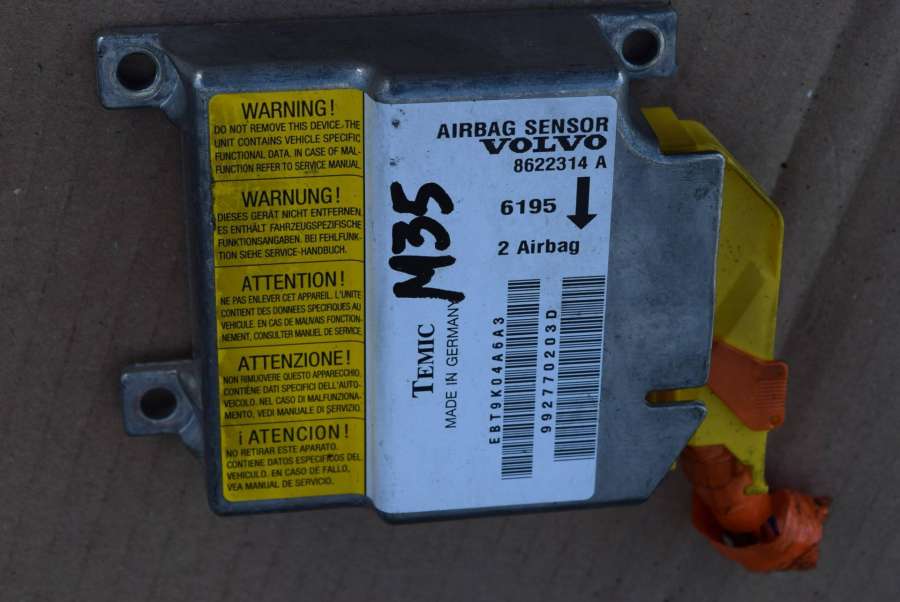 WARNING!
DO NOT REMOVE THIS DEVICE.THE
UNIT CONTAINS VEHICLE SPECIFIC
FUNCTIONAL DATA. IN CASE OF MAL-
FUNCTION REFER TO SERVICE MANUAL
WARNUNG!
DIESES GERÄT NICHT ENTFERNEN.
ES ENTHÄLT FAHRZEUGSPEZIFISCHE
FUNKTIONSANGABEN. BEI FEHLFUNK-
TION SIEHE SERVICE-HANDBUCH.
ATTENTION!
NE PAS ENLEVER CET APPAREIL. L'UNITE
CONTIENT DES DONNEES SPECIFIQUES AU
VEHICULE. EN CAS DE MAUVAIS FONCTION-
NEMENT, CONSULTER MANUEL DE SERVICE
ATTENZIONE!
NON RIMUOVERE QUESTO APPARECCHIO.
CONTIENE DATI SPECIFICI DELL'AUTO-
VEICOLO. NEL CASO DI MALFUNZIONA-
MENTO, VEDI MANUALE DI SERVIZIO.
¡ATENCION!
NO RETIRAR ESTE APARATO.
CONTIENE DATOS ESPECIFICOS DEL
VEHICULO. EN CASO DE FALLO,
VEA MANUAL DE SERVICIO.
AIRBAG SENSOR
VOLVO
8622314 A
6195
2 Airbag
M35
TEMIC
MADE IN GERMANY
EBT9K04A6A3
992770203D